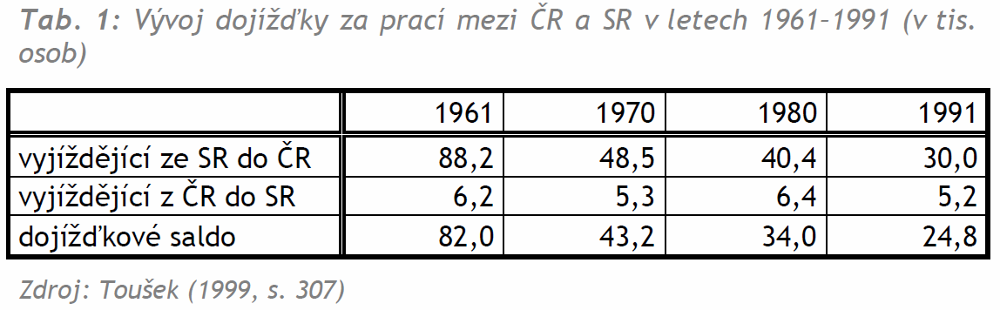 Tab. 1: Vývoj dojížďky za prací mezi ČR a SR v letech 1961–1991 (v tis.
osob)
1961 1970 1980 1991
vyjíždějící ze SR do ČR 88,2 48,5 40,4 30,0
vyjíždějící z ČR do SR 6,2 5,3 6,4 5,2
dojížďkové saldo 82,0 43,2 34,0 24,8
Zdroj: Toušek (1999, s. 307)